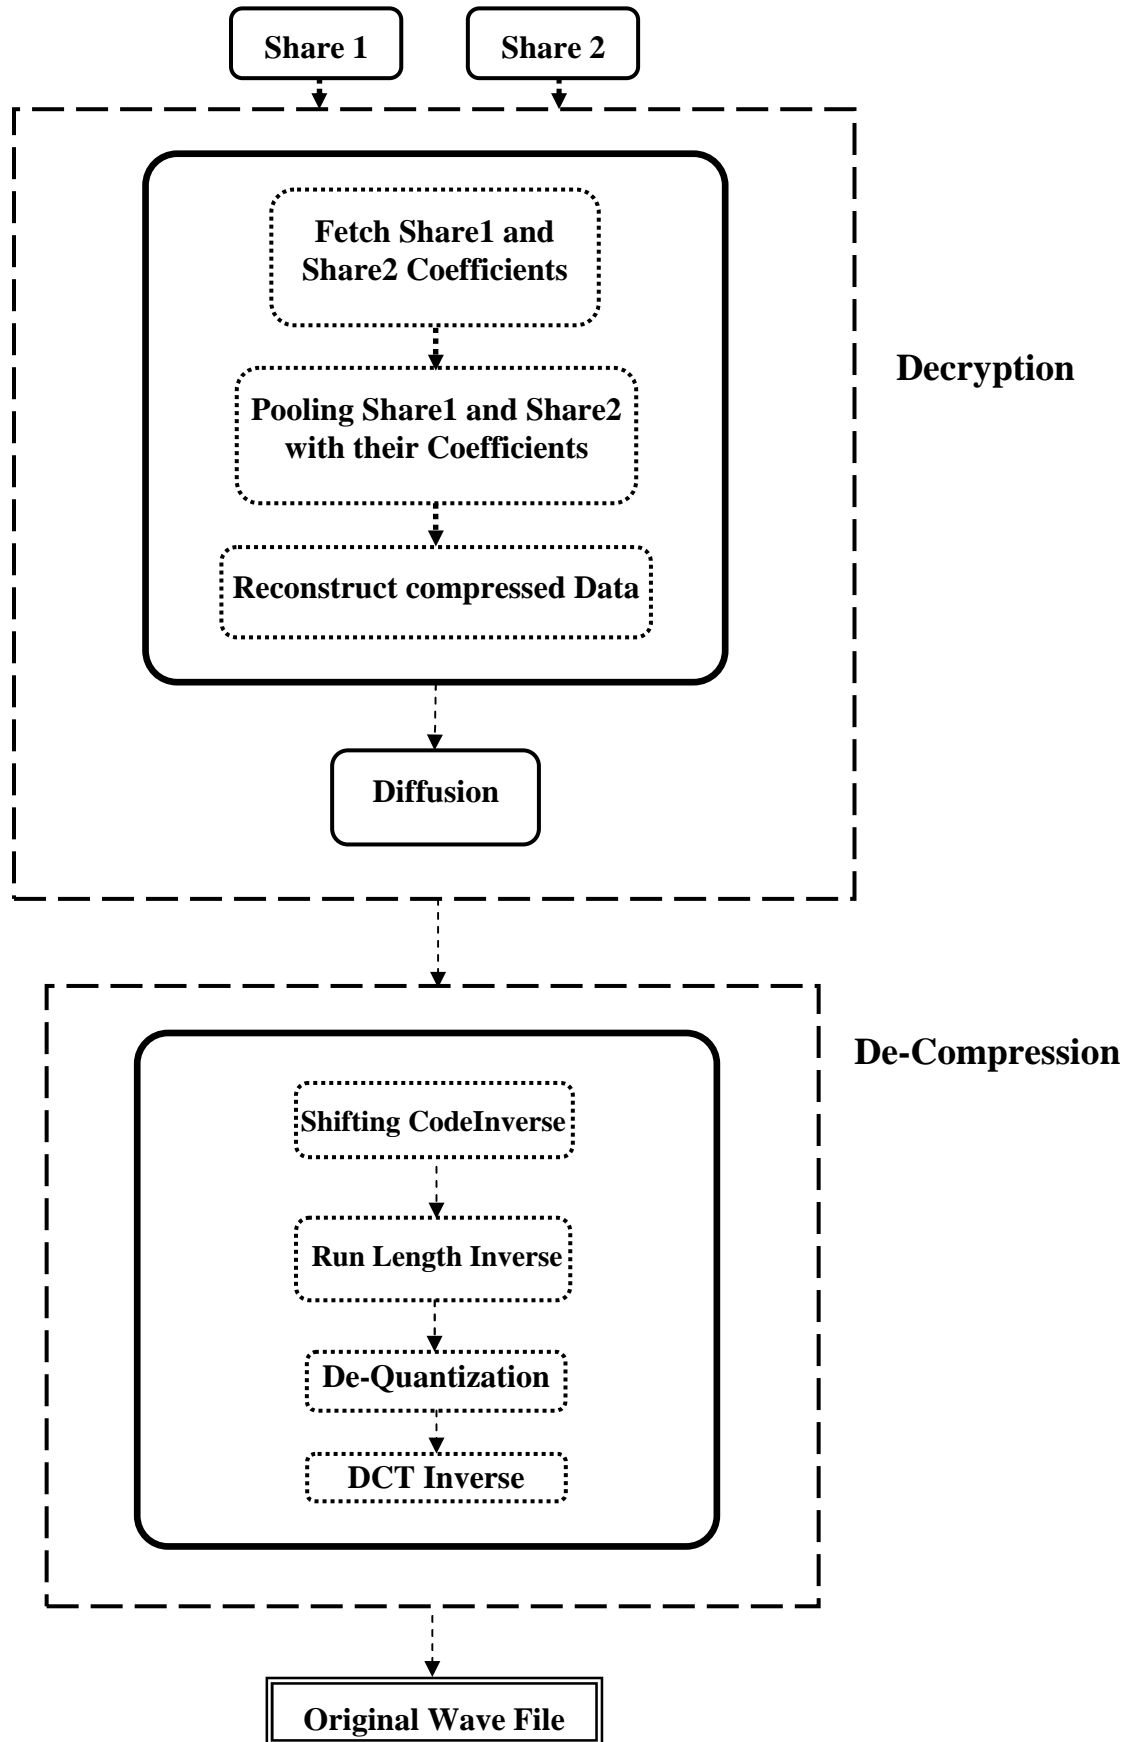 Share 1
Share 2
Fetch Share1 and
Share2 Coefficients
Decryption
Pooling Share1 and Share2
with their Coefficients
Reconstruct compressed Data
Diffusion
De-Compression
Shifting CodeInverse
Run Length Inverse
De-Quantization
DCT Inverse
Original Wave File